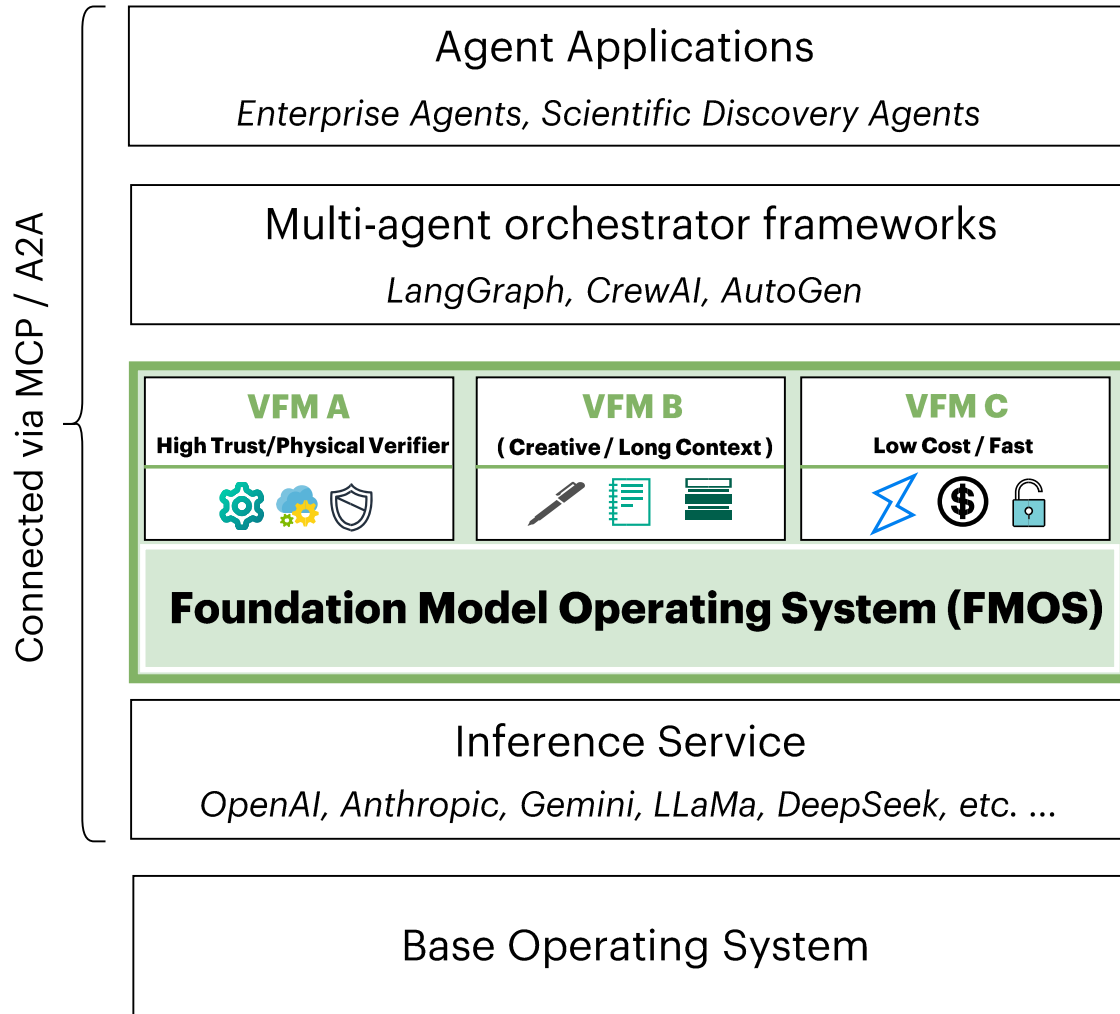 Connected via MCP / A2A
Agent Applications
Enterprise Agents, Scientific Discovery Agents
Multi-agent orchestrator frameworks
LangGraph, CrewAI, AutoGen
VFM A
High Trust/Physical Verifier
VFM B
( Creative / Long Context )
VFM C
Low Cost / Fast
$
Foundation Model Operating System (FMOS)
Inference Service
OpenAI, Anthropic, Gemini, LLaMa, DeepSeek, etc. ...
Base Operating System